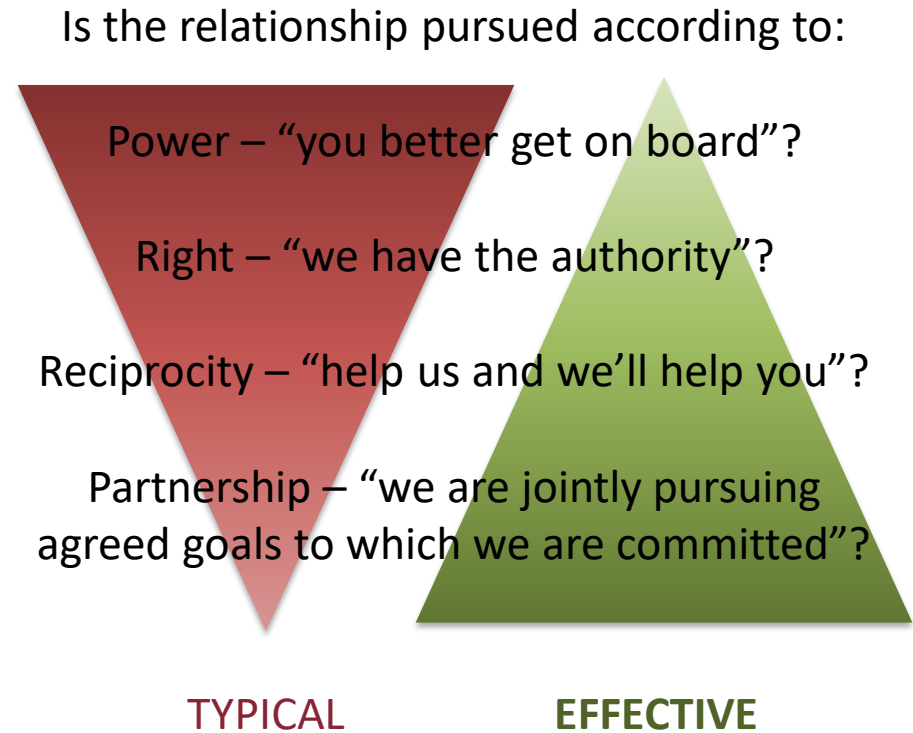 Is the relationship pursued according to:
Power – “you better get on board”?
Right – “we have the authority”?
Reciprocity – “help us and we’ll help you”?
Partnership – “we are jointly pursuing
agreed goals to which we are committed”?
TYPICAL
EFFECTIVE